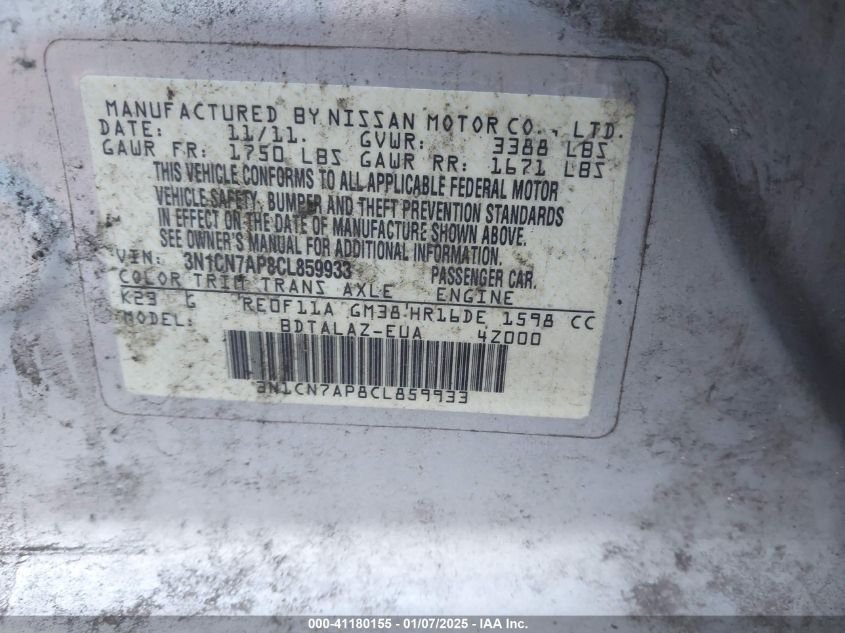 MANUFACTURED BY NISSAN MOTOR CO., LTD.
DATE: 11/11. GVWR: 3388 LBS
GAWR FR: 1750 LBS GAWR RR: 1671 LBS
THIS VEHICLE CONFORMS TO ALL APPLICABLE FEDERAL MOTOR
VEHICLE SAFETY, BUMPER AND THEFT PREVENTION STANDARDS
IN EFFECT ON THE DATE OF MANUFACTURE SHOWN ABOVE.
SEE OWNER'S MANUAL FOR ADDITIONAL INFORMATION.
VIN: 3N1CN7AP8CL859933 PASSENGER CAR.
COLOR TRIM TRANS AXLE ENGINE
K23 G RE0F11A GM38 HR16DE 1598 CC
MODEL: BDTALAZ-EUA 4Z000
3N1CN7AP8CL859933
000-41180155 - 01/07/2025 - IAA Inc.